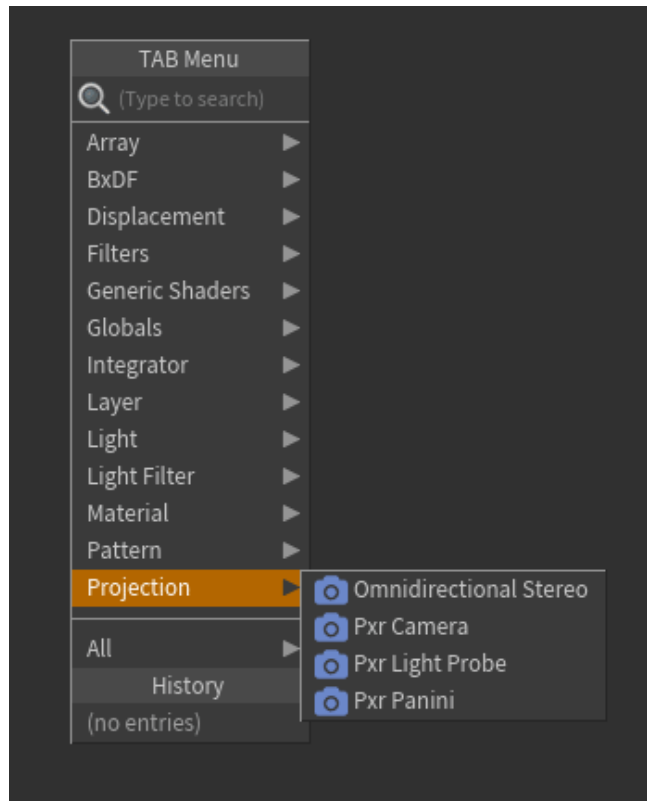 TAB Menu
(Type to search)
Array
BxDF
Displacement
Filters
Generic Shaders
Globals
Integrator
Layer
Light
Light Filter
Material
Pattern
Projection
Omnidirectional Stereo
Pxr Camera
Pxr Light Probe
Pxr Panini
All
History
(no entries)